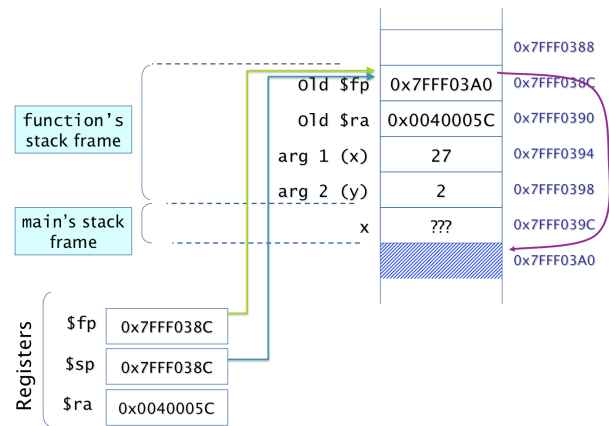 0x7FFF0388
Old $fp 0x7FFF03A0 0x7FFF038C
Old $ra 0x0040005C 0x7FFF0390
function's
stack frame
arg 1 (x) 27 0x7FFF0394
arg 2 (y) 2 0x7FFF0398
main's stack
frame
x ??? 0x7FFF039C
0x7FFF03A0
Registers
$fp 0x7FFF038C
$sp 0x7FFF038C
$ra 0x0040005C